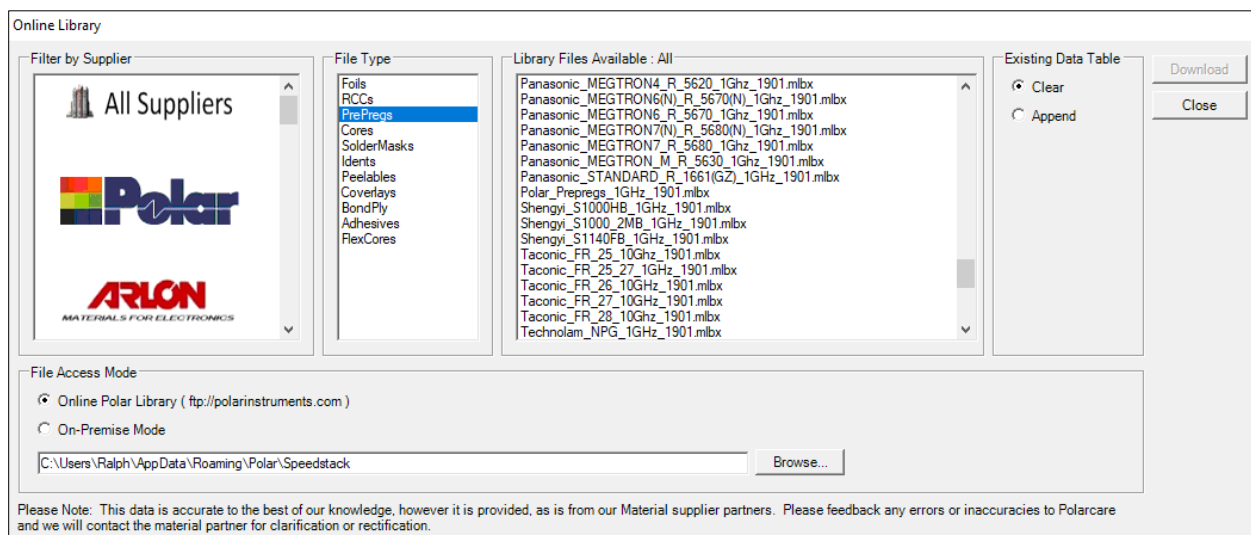 Online Library
Filter by Supplier
All Suppliers
Polar
ARLON
MATERIALS FOR ELECTRONICS
File Type
Foils
RCCs
PrePregs
Cores
SolderMasks
Idents
Peelables
Coverlays
BondPly
Adhesives
FlexCores
Library Files Available : All
Panasonic_MEGTRON4_R_5620_1Ghz_1901.mlbx
Panasonic_MEGTRON6(N)_R_5670(N)_1Ghz_1901.mlbx
Panasonic_MEGTRON6_R_5670_1Ghz_1901.mlbx
Panasonic_MEGTRON7(N)_R_5680(N)_1Ghz_1901.mlbx
Panasonic_MEGTRON7_R_5680_1Ghz_1901.mlbx
Panasonic_MEGTRON_M_R_5630_1Ghz_1901.mlbx
Panasonic_STANDARD_R_1661(GZ)_1GHz_1901.mlbx
Polar_Prepregs_1GHz_1901.mlbx
Shengyi_S1000HB_1GHz_1901.mlbx
Shengyi_S1000_2MB_1GHz_1901.mlbx
Shengyi_S1140FB_1GHz_1901.mlbx
Taconic_FR_25_10Ghz_1901.mlbx
Taconic_FR_25_27_1GHz_1901.mlbx
Taconic_FR_26_10GHz_1901.mlbx
Taconic_FR_27_10GHz_1901.mlbx
Taconic_FR_28_10Ghz_1901.mlbx
Technolam_NPG_1GHz_1901.mlbx
Existing Data Table
Clear
Append
Download
Close
File Access Mode
Online Polar Library ( ftp://polarinstruments.com )
On-Premise Mode
C:\Users\Ralph\AppData\Roaming\Polar\Speedstack
Browse...
Please Note: This data is accurate to the best of our knowledge, however it is provided, as is from our Material supplier partners. Please feedback any errors or inaccuracies to Polarcare
and we will contact the material partner for clarification or rectification.